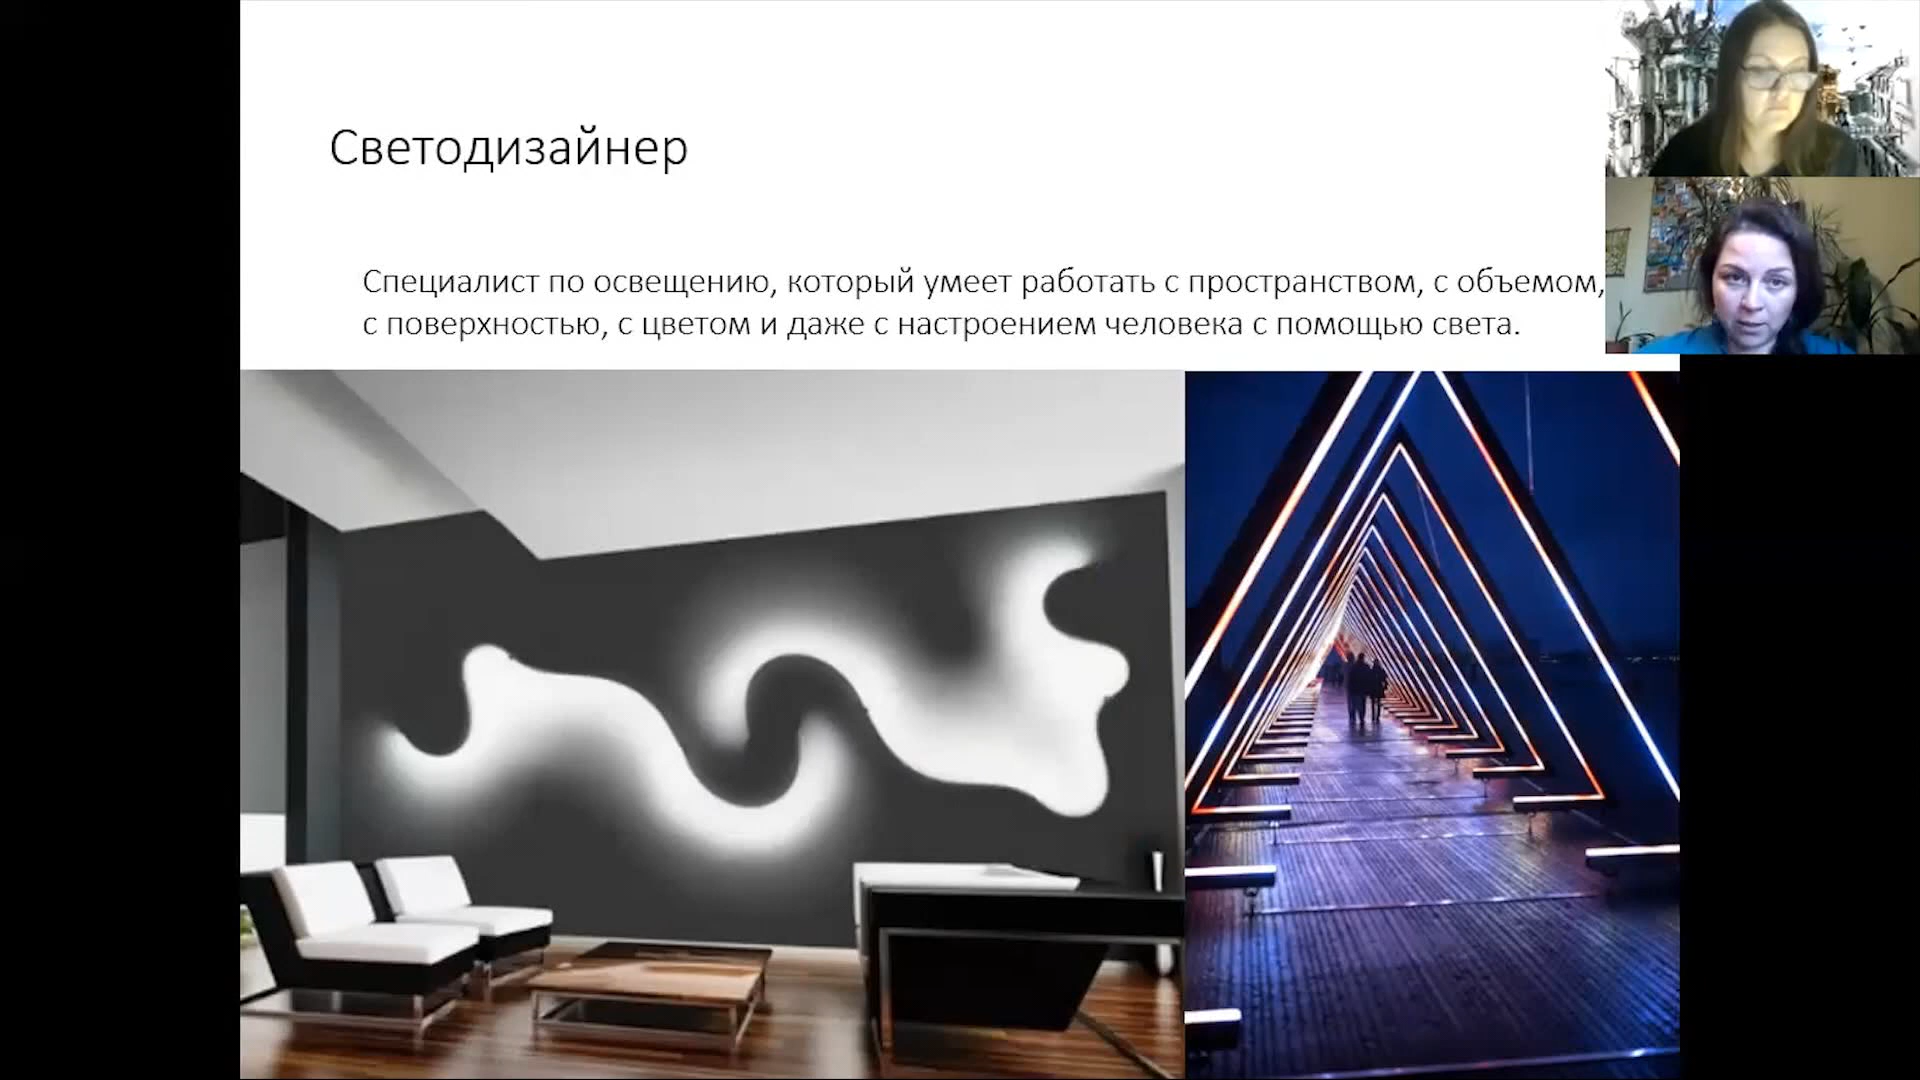 Светодизайнер
Специалист по освещению, который умеет работать с пространством, с объемом,
с поверхностью, с цветом и даже с настроением человека с помощью света.